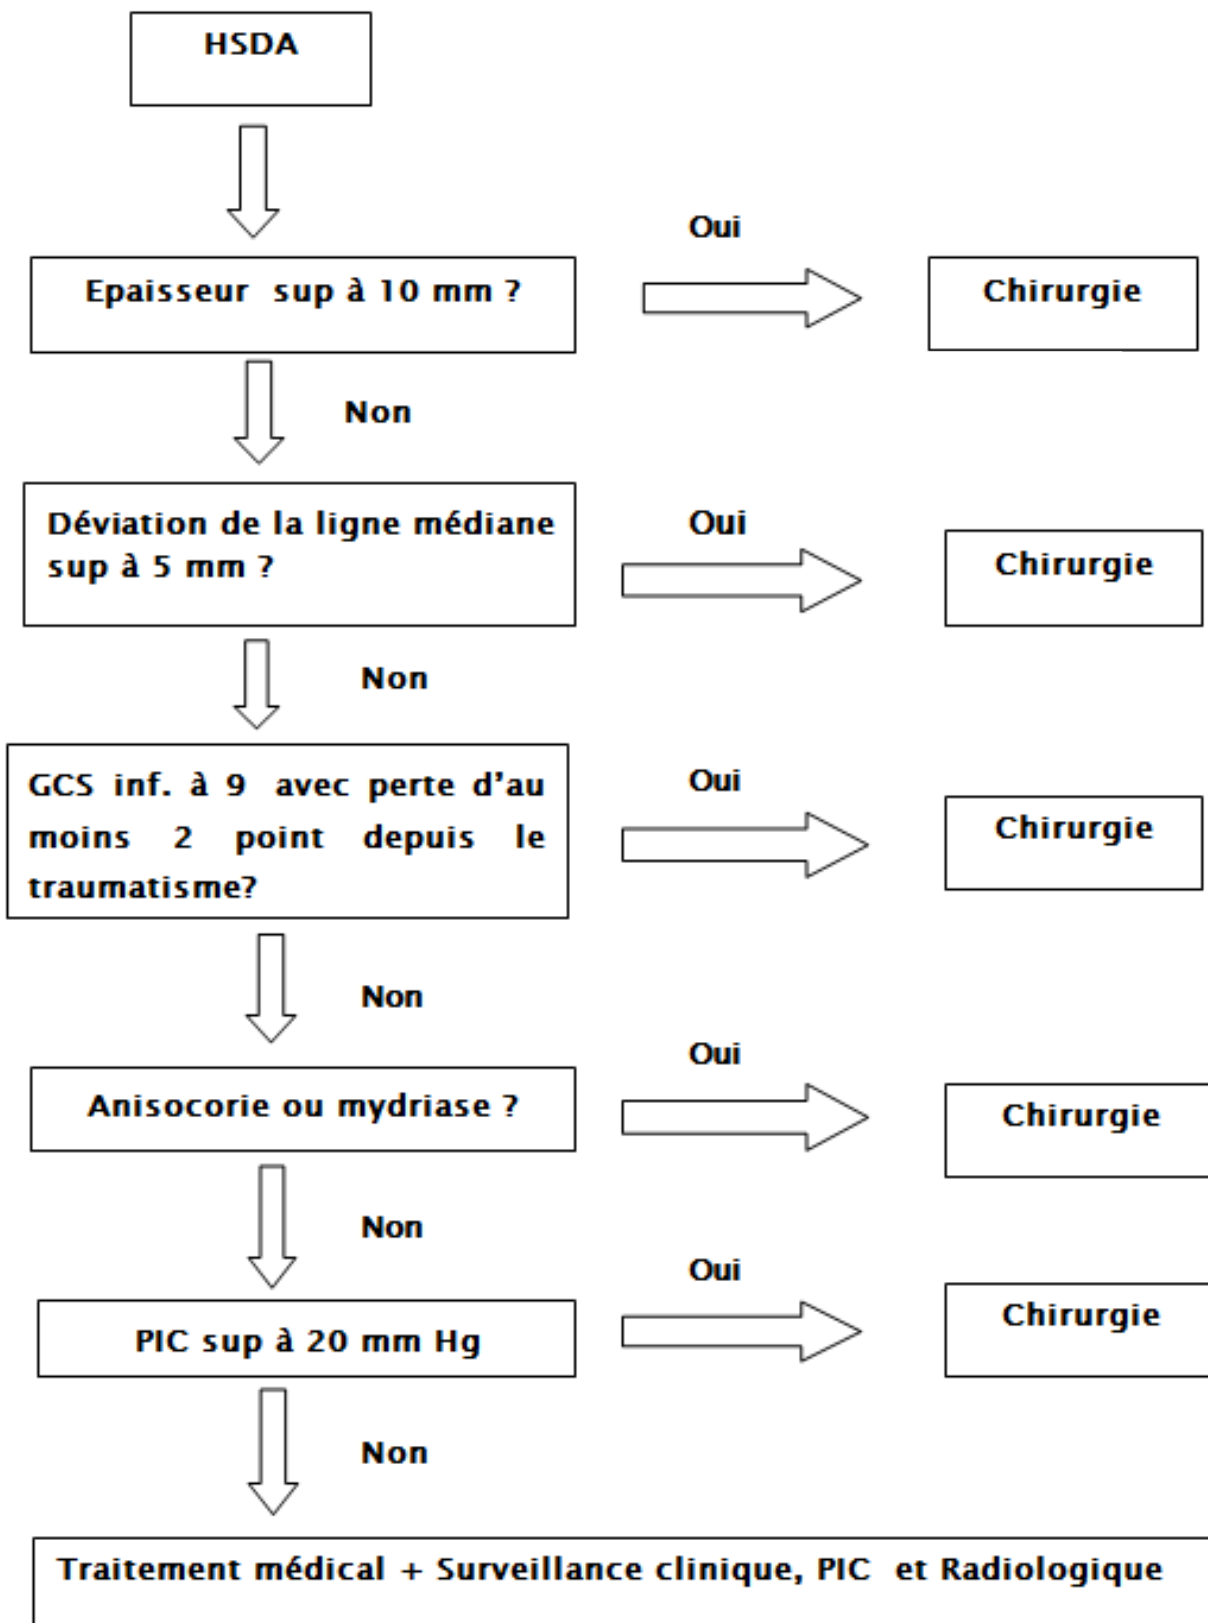 HSDA
Epaisseur sup à 10 mm ?
Oui
Chirurgie
Non
Déviation de la ligne médiane
sup à 5 mm ?
Oui
Chirurgie
Non
GCS inf. à 9 avec perte d'au
moins 2 point depuis le
traumatisme?
Oui
Chirurgie
Non
Anisocorie ou mydriase ?
Oui
Chirurgie
Non
PIC sup à 20 mm Hg
Oui
Chirurgie
Non
Traitement médical + Surveillance clinique, PIC et Radiologique